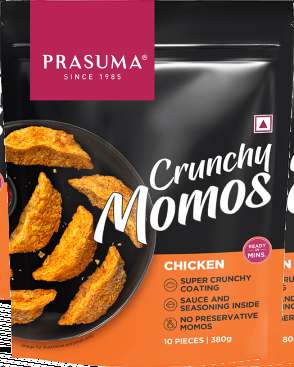 PRASUMA®
SINCE 1985
Crunchy
Momos
READY
IN
MINS.
CHICKEN
SUPER CRUNCHY
COATING
SAUCE AND
SEASONING INSIDE
NO PRESERVATIVE
MOMOS
10 PIECES | 380g